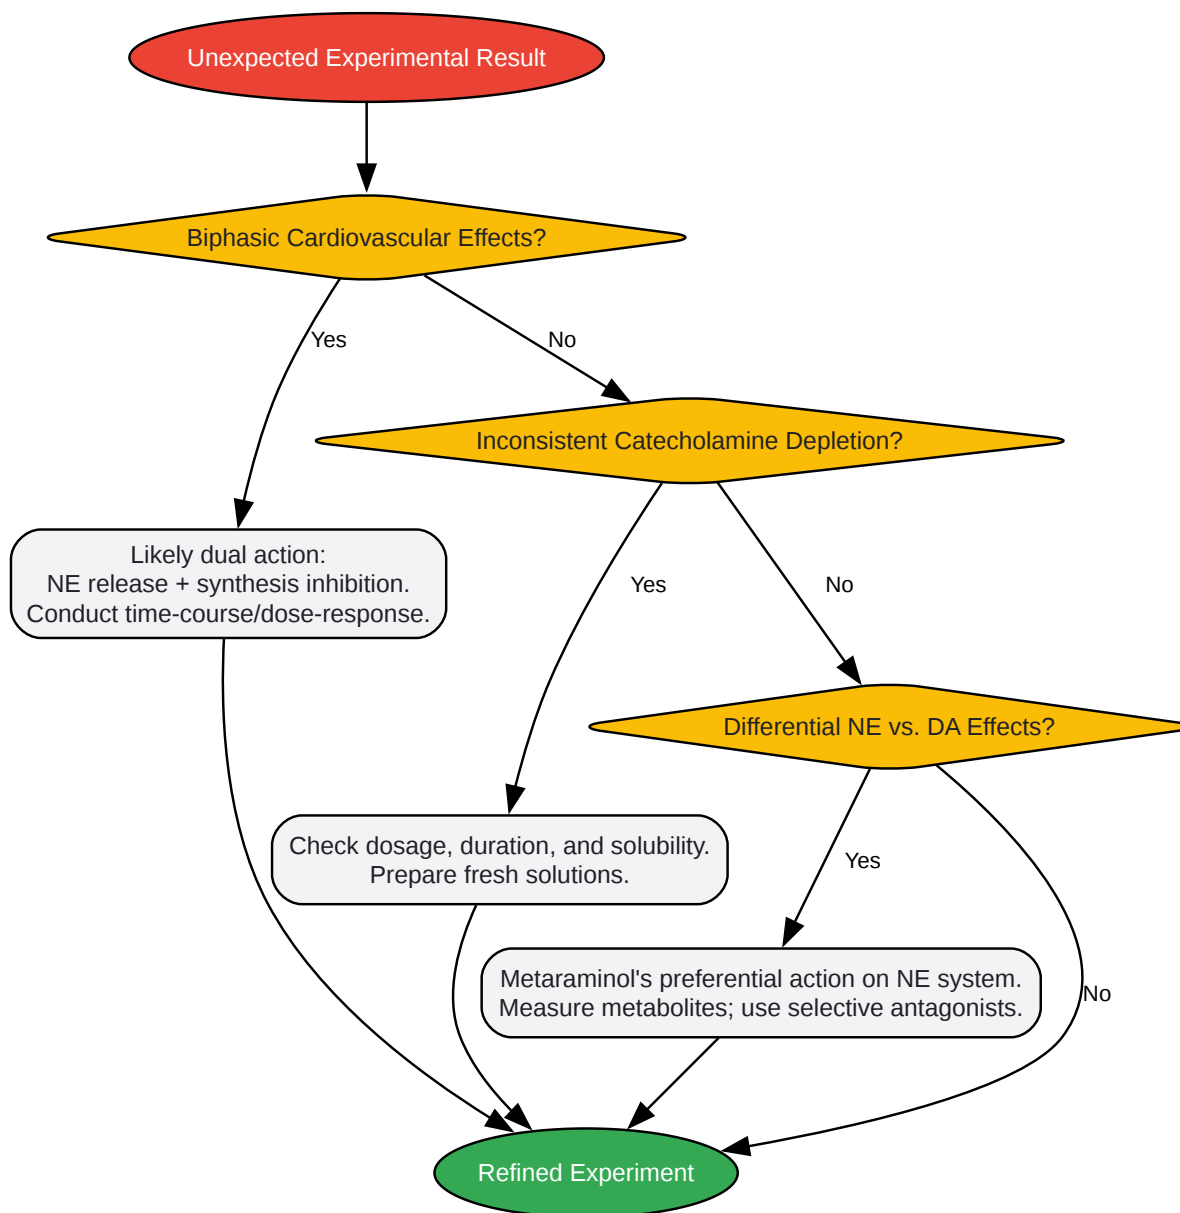 Unexpected Experimental Result
Biphasic Cardiovascular Effects?
Yes
No
Inconsistent Catecholamine Depletion?
Likely dual action:
NE release + synthesis inhibition.
Conduct time-course/dose-response.
Yes
No
Differential NE vs. DA Effects?
Check dosage, duration, and solubility.
Prepare fresh solutions.
Yes
Metaraminol's preferential action on NE system.
Measure metabolites; use selective antagonists.
No
Refined Experiment